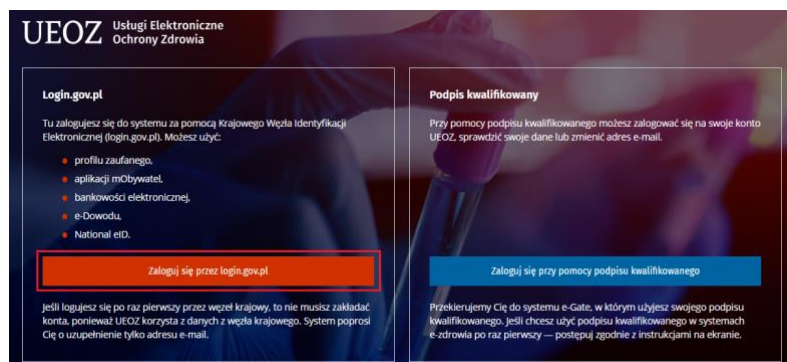 UEOZ Usługi Elektroniczne
Ochrony Zdrowia
Login.gov.pl
Tu zalogujesz się do systemu za pomocą Krajowego Węzła Identyfikacji
Elektronicznej (login.gov.pl). Możesz użyć:
profilu zaufanego,
aplikacji mObywatel,
bankowości elektronicznej,
e-Dowodu,
National eID.
Zaloguj się przez login.gov.pl
Jeśli logujesz się po raz pierwszy przez węzeł krajowy, to nie musisz zakładać
konta, ponieważ UEOZ korzysta z danych z węzła krajowego. System poprosi
Cię o uzupełnienie tylko adresu e-mail.
Podpis kwalifikowany
Przy pomocy podpisu kwalifikowanego możesz zalogować się na swoje konto
UEOZ, sprawdzić swoje dane lub zmienić adres e-mail.
Zaloguj się przy pomocy podpisu kwalifikowanego
Przekierujemy Cię do systemu e-Gate, w którym użyjesz swojego podpisu
kwalifikowanego. Jeśli chcesz użyć podpisu kwalifikowanego w systemach
e-zdrowia po raz pierwszy — postępuj zgodnie z instrukcjami na ekranie.